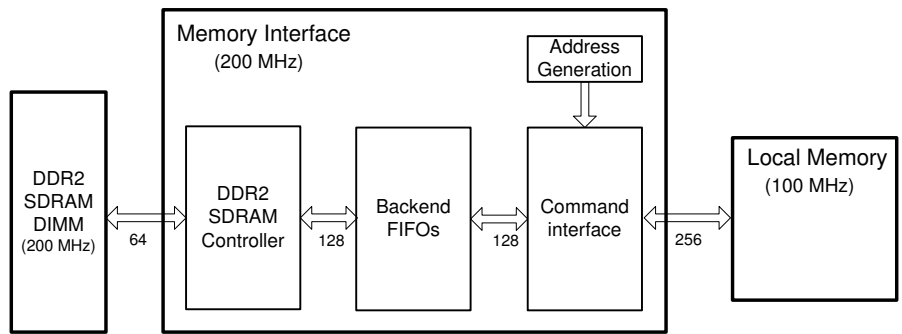 Memory Interface
(200 MHz)
Address
Generation
DDR2
SDRAM
DIMM
(200 MHz)
64
DDR2
SDRAM
Controller
128
Backend
FIFOs
128
Command
interface
256
Local Memory
(100 MHz)